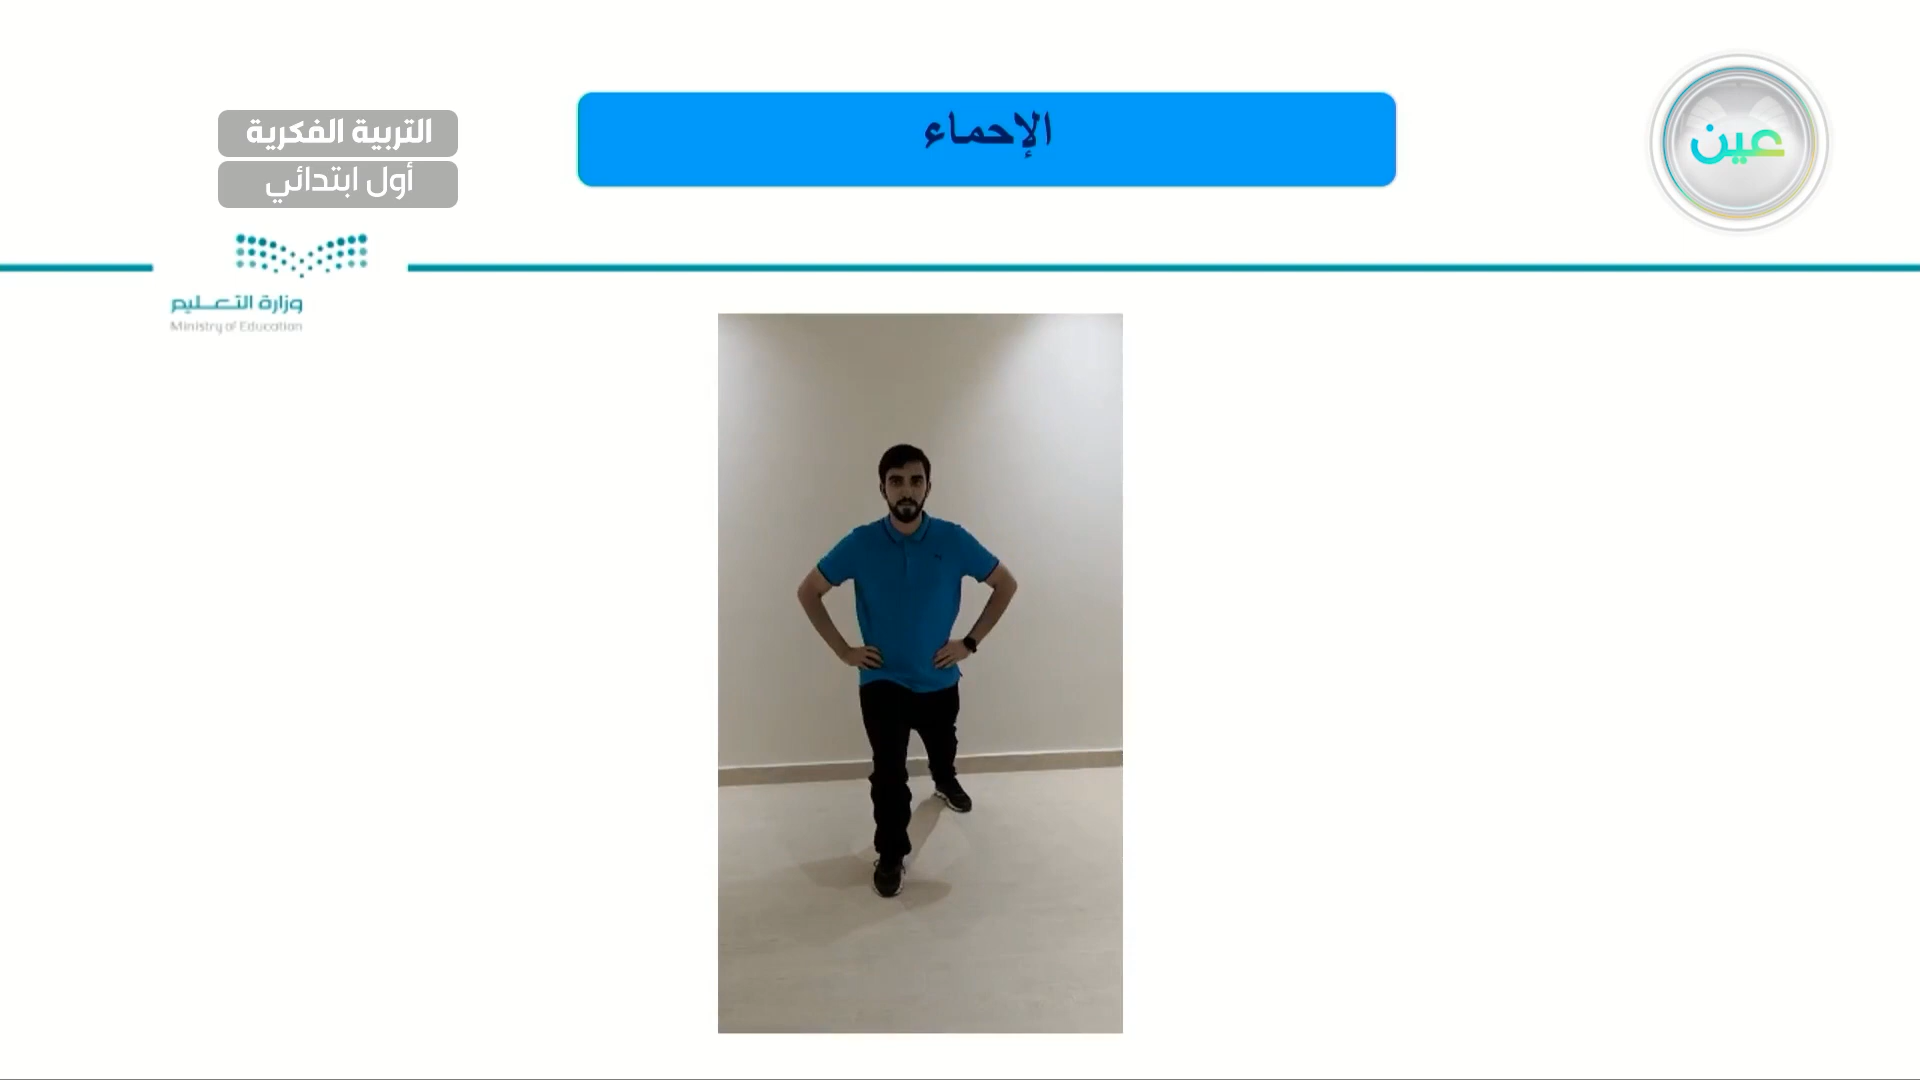 الإحماء
عين
التربية الفكرية
أول ابتدائي
وزارة التعليم
Ministry of Education